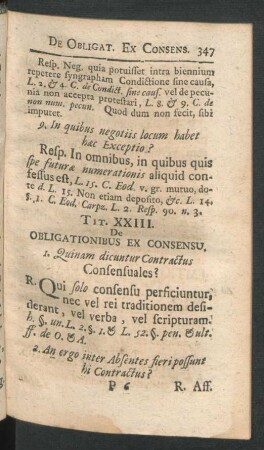 DE OBLIGAT. EX CONSENS. 347
Resp. Neg. quia potuisset intra biennium
repetere syngrapham Condictione sine causa,
L. 2. & 4. C. de Condict. sine caus. vel de pecu-
nia non accepta protestari, L. 8. & 9. C. de
non num. pecun. Quod dum non fecit, sibi
imputet.
9. In quibus negotiis locum habet
hac Exceptio?
Resp. In omnibus, in quibus quis
spe futuræ numerationis aliquid con-
fessus est, L. 15. C. Eod. v. gr. mutuo, do-
te d. L. 15. Non etiam deposito, &c. L. 14.
§. 1. C. Eod. Carpz. L. 2. Resp. 90. n. 3.
TIT. XXIII.
De
OBLIGATIONIBUS EX CONSENSU.
1. Quinam dicuntur Contractus
Consensuales?
R. Qui solo consensu perficiuntur,
nec vel rei traditionem desi-
derant, vel verba, vel scripturam.
h. §. un. L. 2. §. 1. & L. 52. §. pen. & ult.
ff. de O. & A.
2. An ergo inter Absentes fieri possunt
hi Contractus?
P 6 R. Aff.